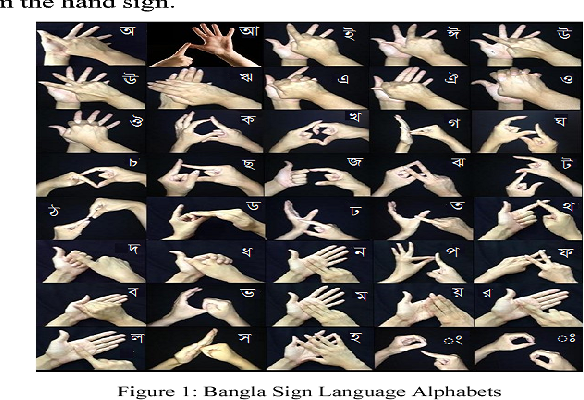 n the hand sign.
অ আ ই ঈ উ
ঊ ঋ এ ঐ ও
ঔ ক খ গ ঘ
চ ছ জ ঝ ট
ঠ ড ঢ ত থ
দ ধ ন প ফ
ব ভ ম য় র
ল স হ ং ঃ
Figure 1: Bangla Sign Language Alphabets